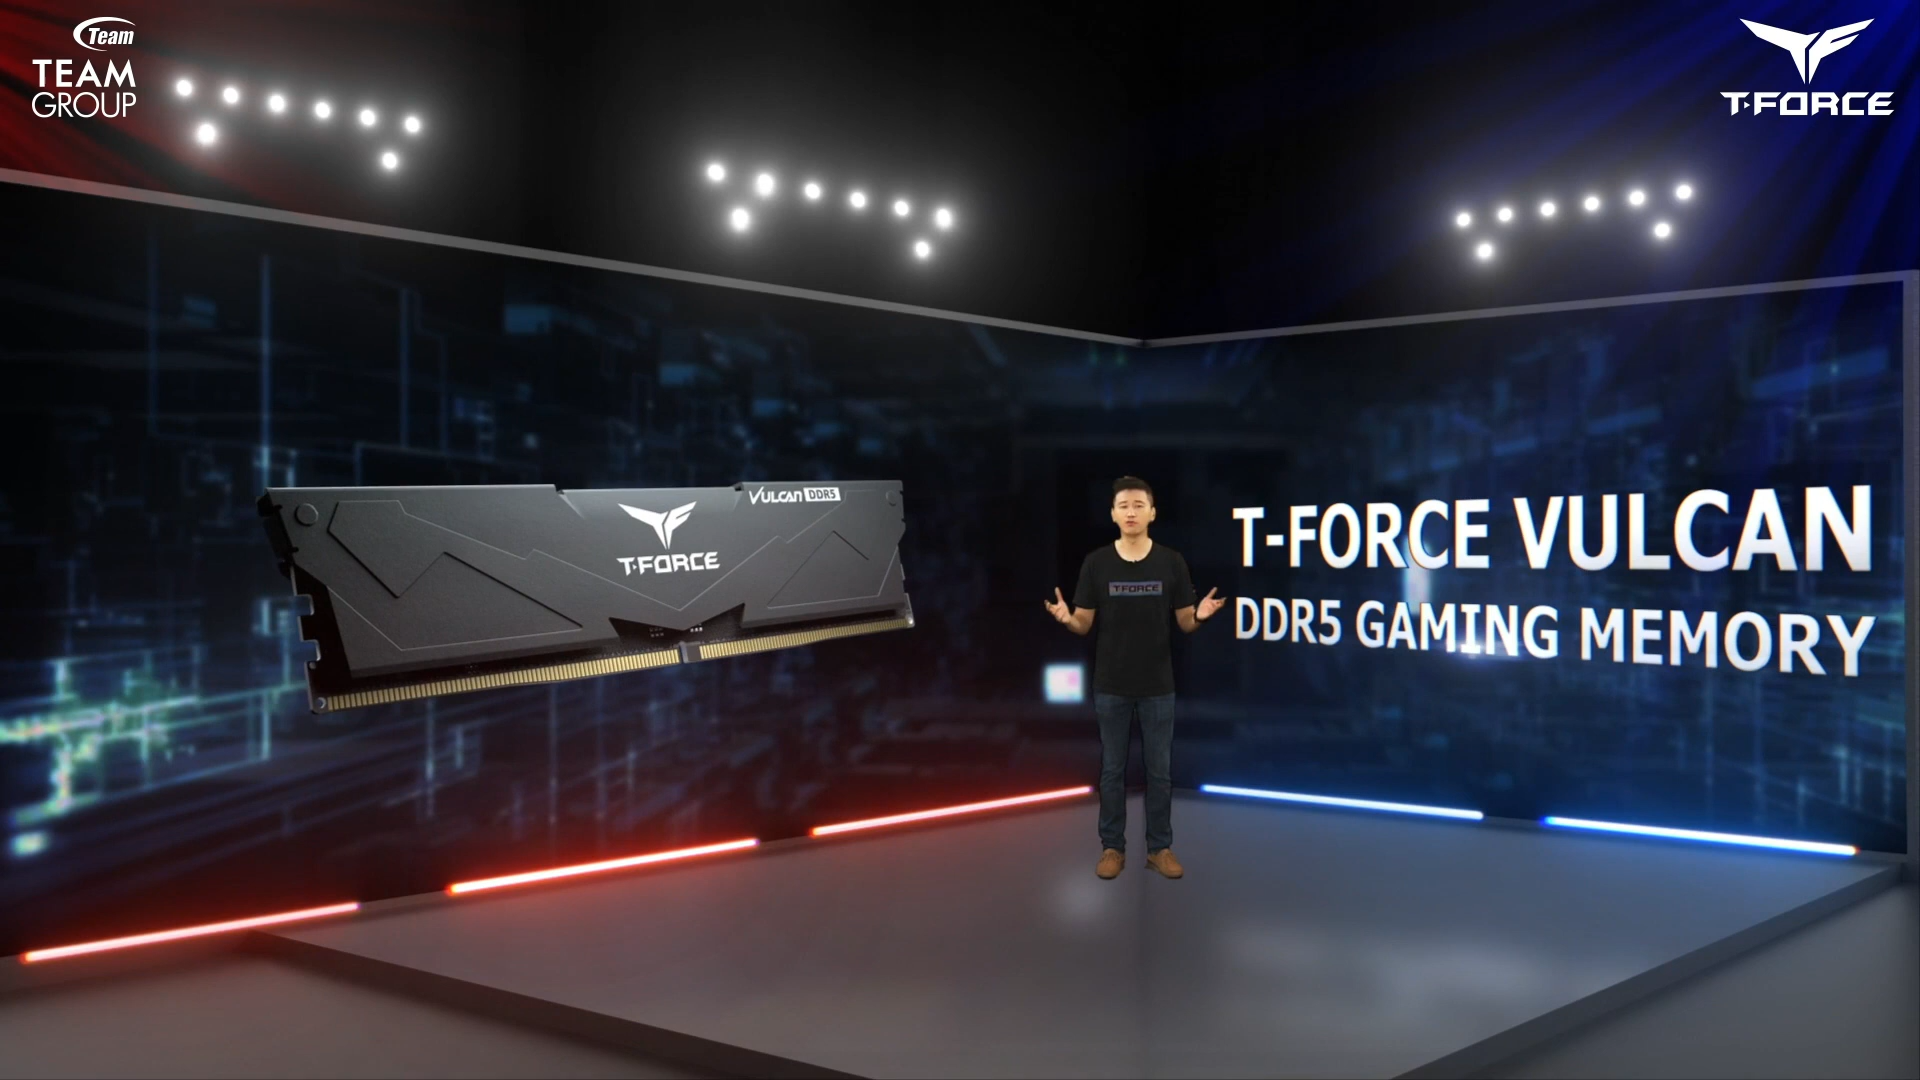 Team
TEAM
GROUP
T-FORCE
VULCAN DDR5
T-FORCE
T-FORCE
T-FORCE VULCAN
DDR5 GAMING MEMORY